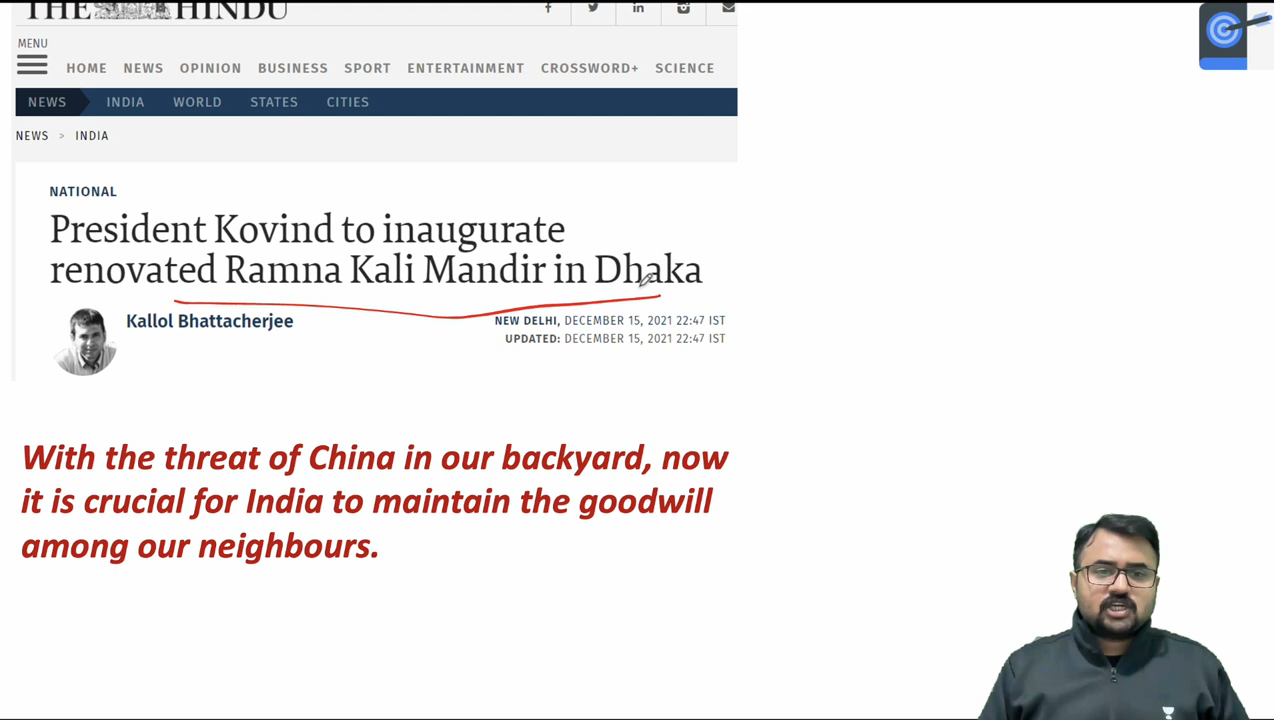 THE HINDU
MENU
HOME NEWS OPINION BUSINESS SPORT ENTERTAINMENT CROSSWORD+ SCIENCE
NEWS INDIA WORLD STATES CITIES
NEWS > INDIA
NATIONAL
President Kovind to inaugurate
renovated Ramna Kali Mandir in Dhaka
Kallol Bhattacherjee
NEW DELHI, DECEMBER 15, 2021 22:47 IST
UPDATED: DECEMBER 15, 2021 22:47 IST
With the threat of China in our backyard, now
it is crucial for India to maintain the goodwill
among our neighbours.